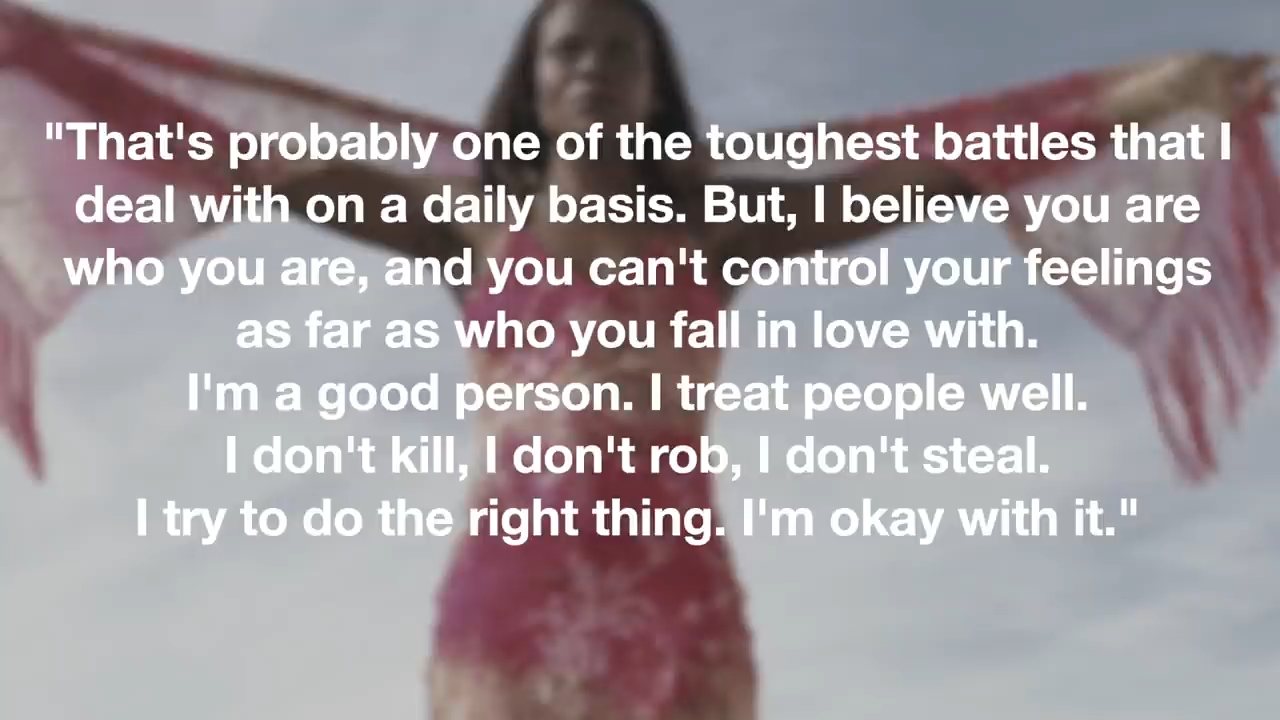 "That's probably one of the toughest battles that I
deal with on a daily basis. But, I believe you are
who you are, and you can't control your feelings
as far as who you fall in love with.
I'm a good person. I treat people well.
I don't kill, I don't rob, I don't steal.
I try to do the right thing. I'm okay with it."